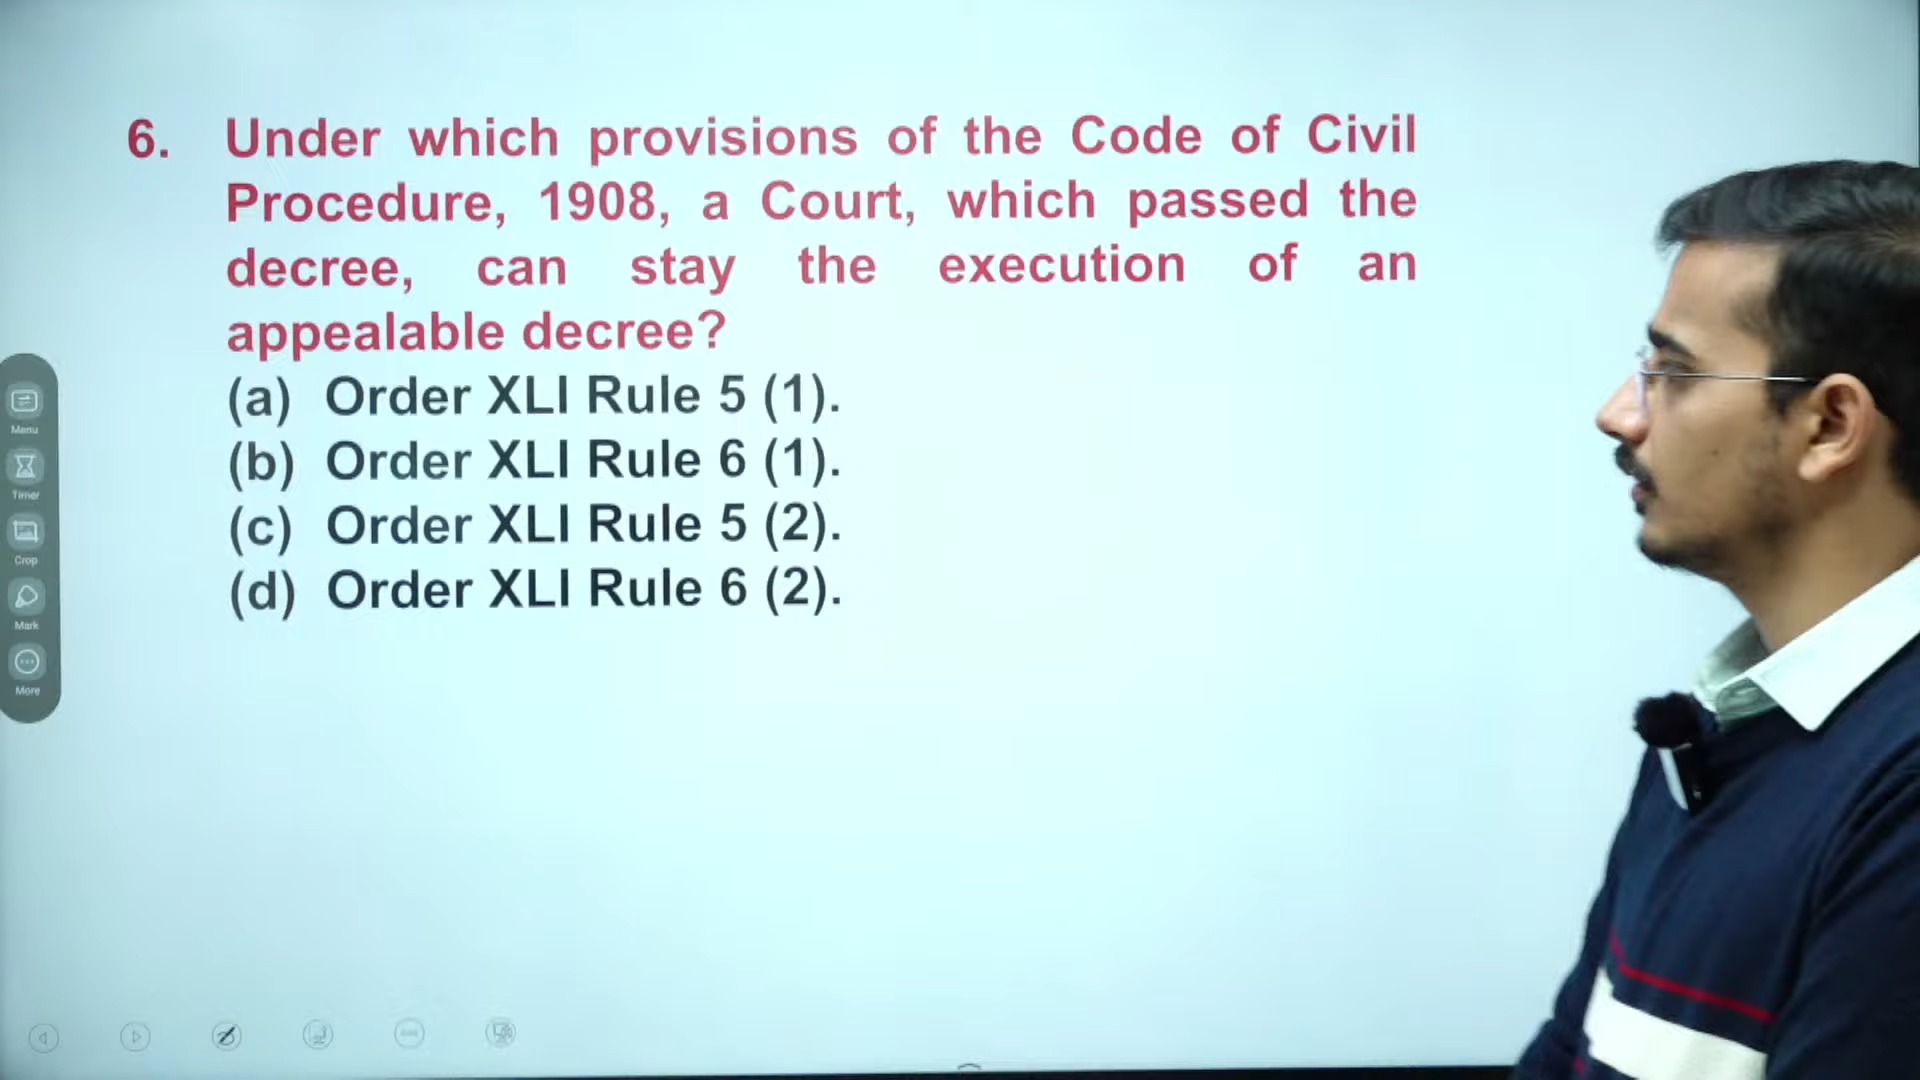 6. Under which provisions of the Code of Civil
Procedure, 1908, a Court, which passed the
decree, can stay the execution of an
appealable decree?
(a) Order XLI Rule 5 (1).
(b) Order XLI Rule 6 (1).
(c) Order XLI Rule 5 (2).
(d) Order XLI Rule 6 (2).
Menu
Timer
Crop
Mark
More